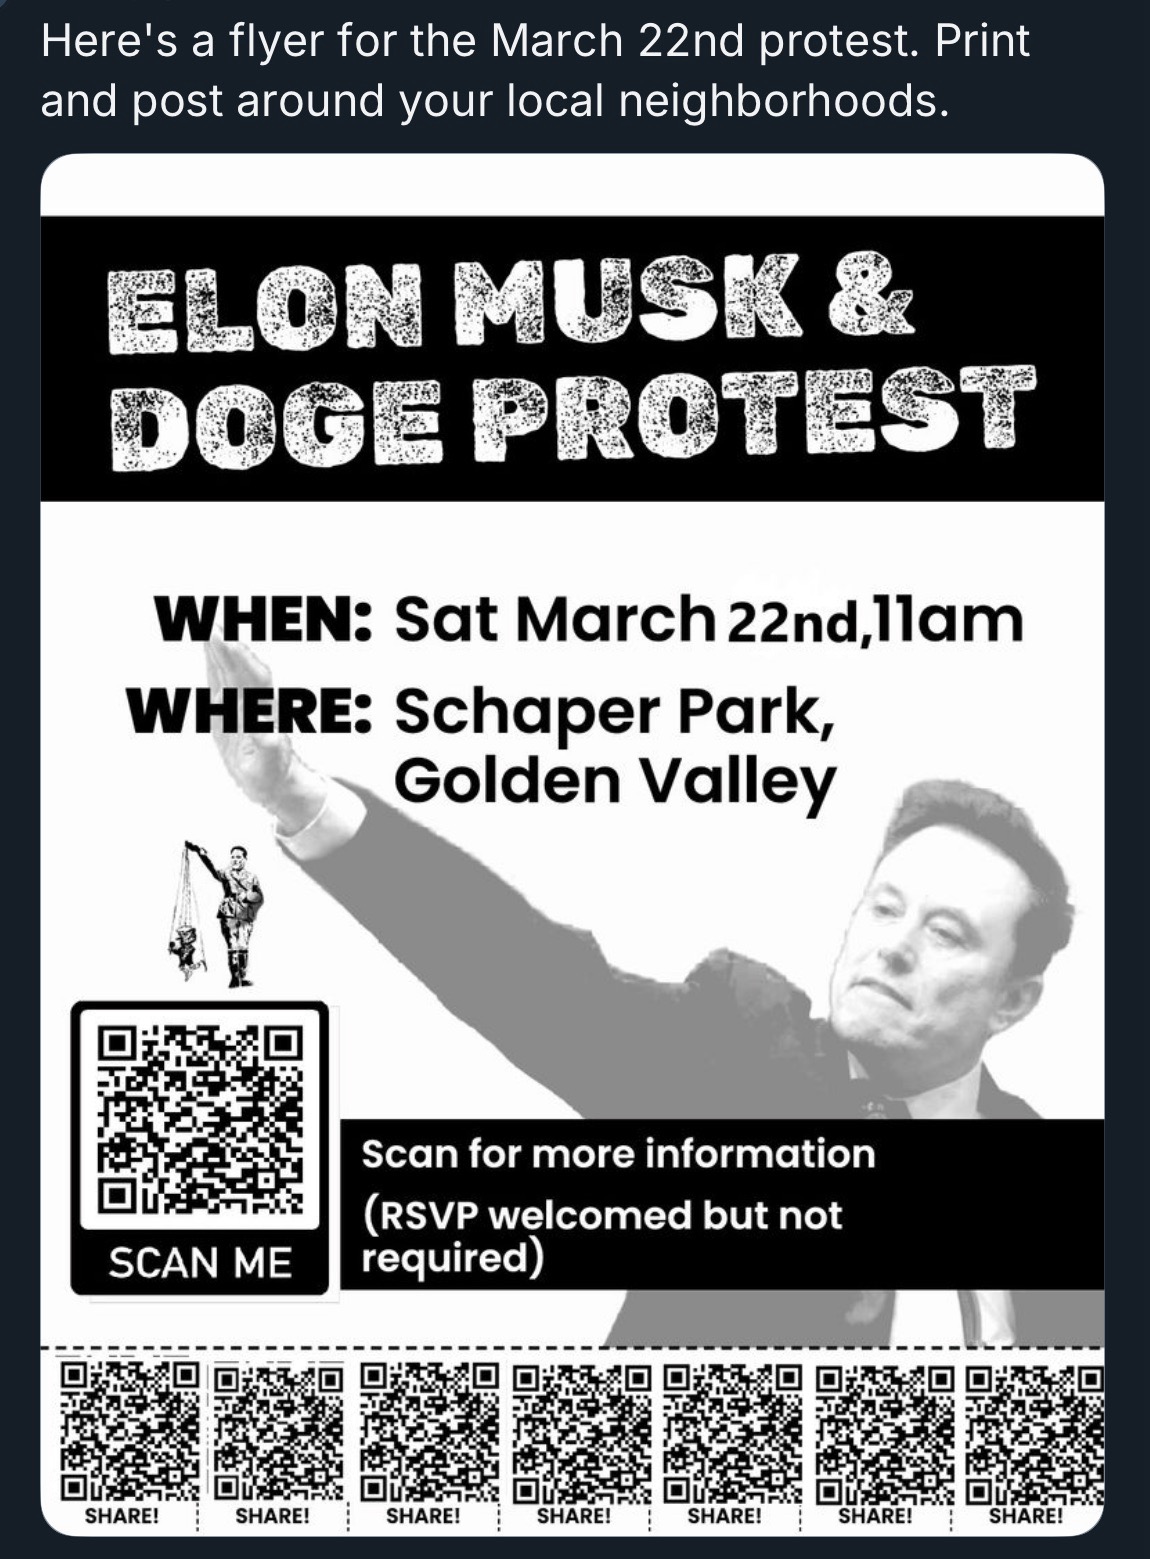 Here's a flyer for the March 22nd protest. Print
and post around your local neighborhoods.
ELON MUSK &
DOGE PROTEST
WHEN: Sat March 22nd,11am
WHERE: Schaper Park,
Golden Valley
Scan for more information
(RSVP welcomed but not
required)
SCAN ME
SHARE! SHARE! SHARE! SHARE! SHARE! SHARE! SHARE!